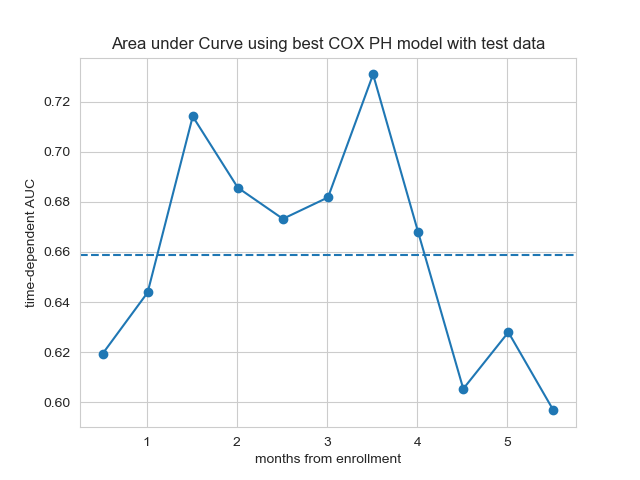 Area under Curve using best COX PH model with test data
time-dependent AUC
0.72
0.70
0.68
0.66
0.64
0.62
0.60
1 2 3 4 5
months from enrollment